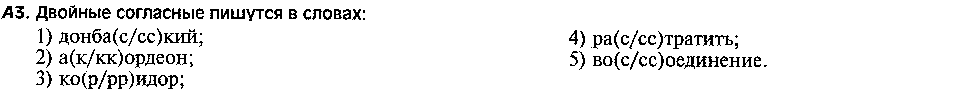 А3. Двойные согласные пишутся в словах:
1) донба(с/сс)кий;
2) а(к/кк)ордеон;
3) ко(р/рр)идор;
4) ра(с/сс)тратить;
5) во(с/сс)оединение.